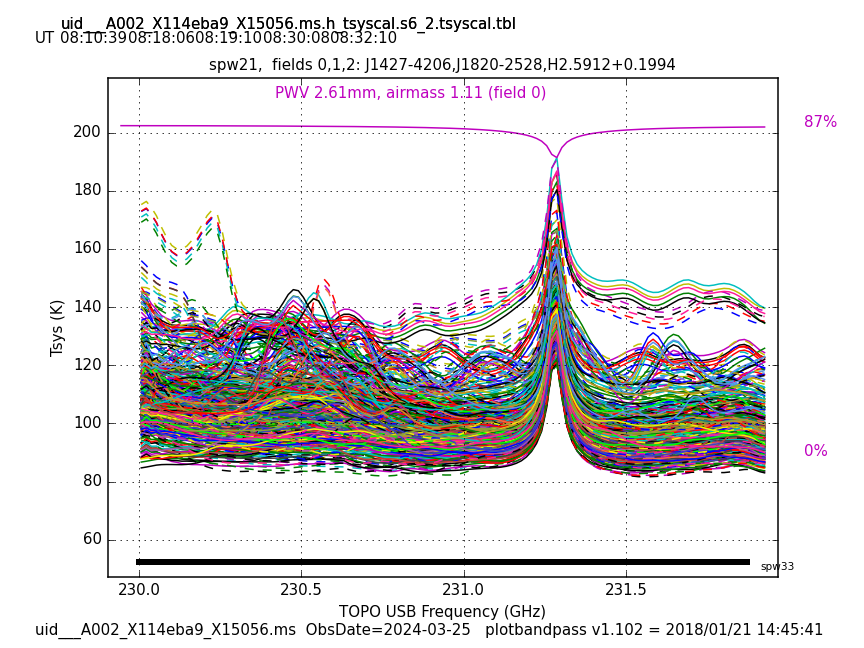 uid___A002_X114eba9_X15056.ms.h_tsyscal.s6_2.tsyscal.tbl
UT 08:10:39 08:18:06 08:19:10 08:30:08 08:32:10
spw21,  fields 0,1,2: J1427-4206,J1820-2528,H2.5912+0.1994
PWV 2.61mm, airmass 1.11 (field 0)
87%
200
180
160
140
120
100
80
60
Tsys (K)
0%
spw33
230.0 230.5 231.0 231.5
TOPO USB Frequency (GHz)
uid___A002_X114eba9_X15056.ms  ObsDate=2024-03-25   plotbandpass v1.102 = 2018/01/21 14:45:41